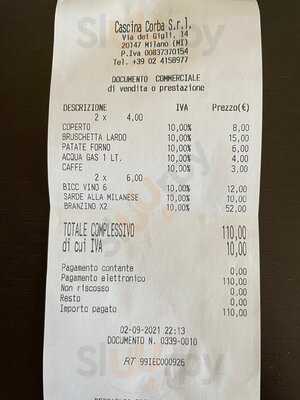 Cascina Corba S.r.l.
Via dei Gigli, 14
20147 Milano (MI)
P.Iva 00837370154
Tel. +39 02 4158977
DOCUMENTO COMMERCIALE
di vendita o prestazione
DESCRIZIONE IVA Prezzo(€)
2 x 4,00
COPERTO 10,00% 8,00
BRUSCHETTA LARDO 10,00% 15,00
PATATE FORNO 10,00% 6,00
ACQUA GAS 1 LT. 10,00% 4,00
CAFFE 10,00% 3,00
2 x 6,00
BICC VINO 6 10,00% 12,00
SARDE ALLA MILANESE 10,00% 10,00
BRANZINO X2 10,00% 52,00
TOTALE COMPLESSIVO 110,00
di cui IVA 10,00
Pagamento contante 0,00
Pagamento elettronico 110,00
Non riscosso 0,00
Resto 0,00
Importo pagato 110,00
02-09-2021 22:13
DOCUMENTO N. 0339-0010
RT 99IEC000926